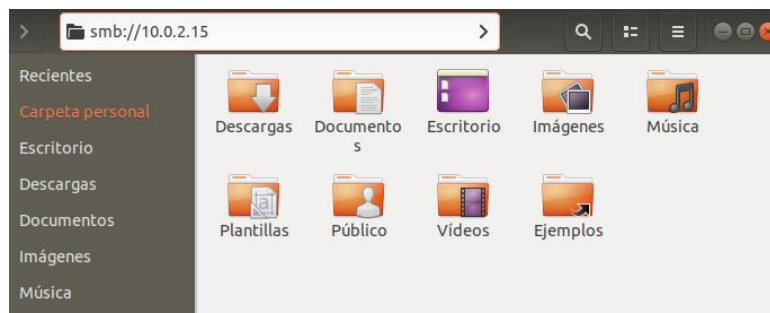 smb://10.0.2.15
Recientes
Carpeta personal
Escritorio
Descargas
Documentos
Imágenes
Música
Descargas
Documento
s
Escritorio
Imágenes
Música
Plantillas
Público
Vídeos
Ejemplos